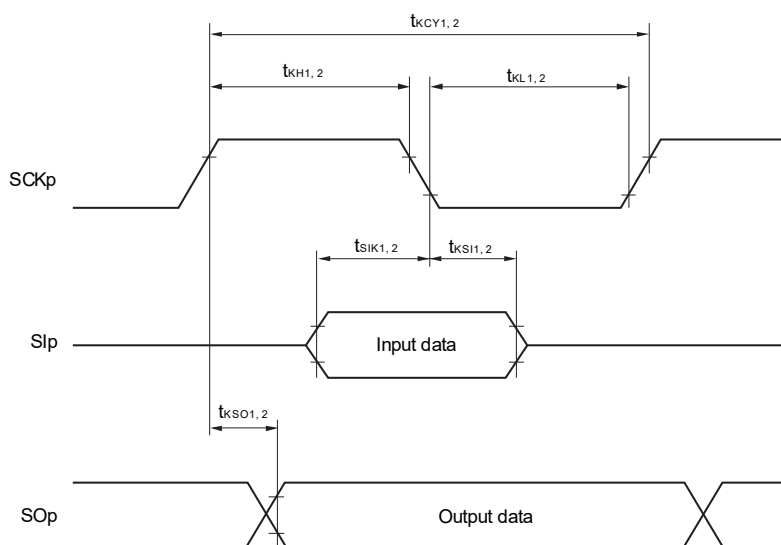 tKCY1, 2
tKH1, 2
tKL1, 2
SCKp
tSIK1, 2
tKSI1, 2
SIp
Input data
tKSO1, 2
SOp
Output data